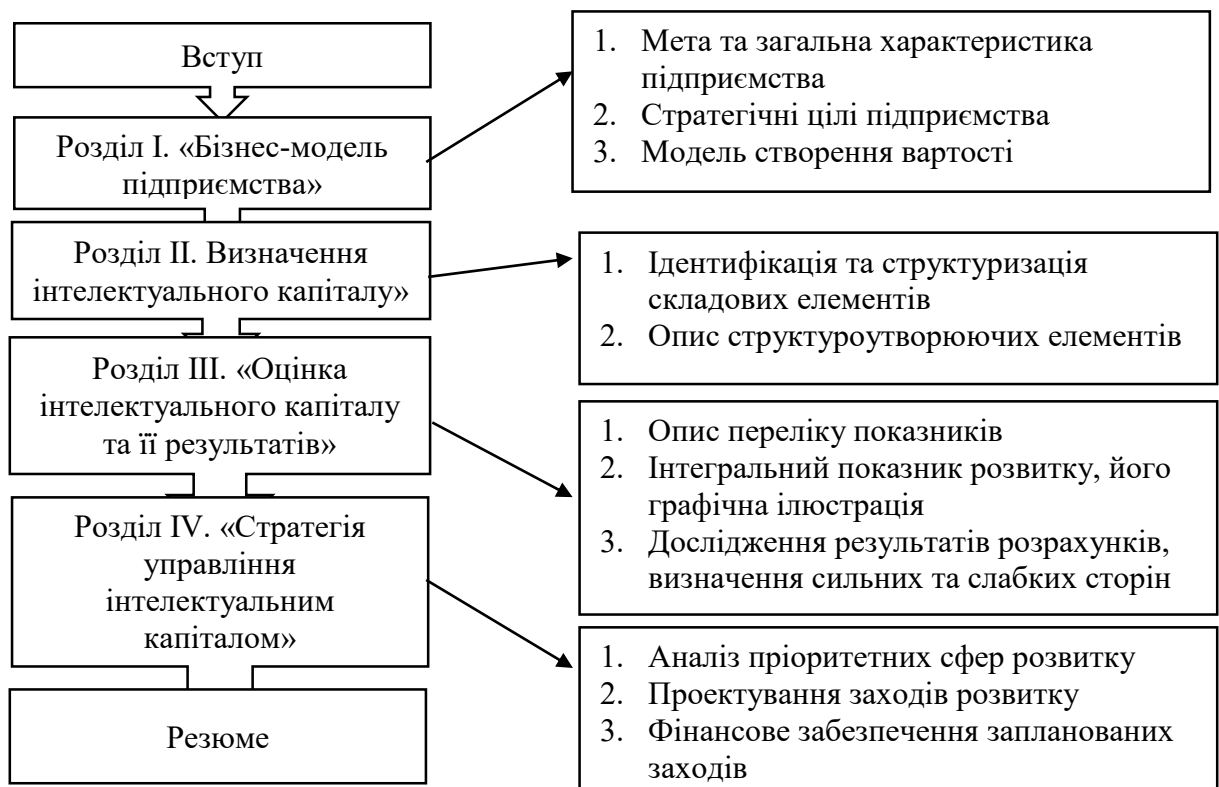 Вступ
Розділ І. «Бізнес-модель
підприємства»
Розділ ІІ. Визначення
інтелектуального капіталу»
Розділ ІІІ. «Оцінка
інтелектуального капіталу
та її результатів»
Розділ IV. «Стратегія
управління
інтелектуальним
капіталом»
Резюме
1. Мета та загальна характеристика
підприємства
2. Стратегічні цілі підприємства
3. Модель створення вартості
1. Ідентифікація та структуризація
складових елементів
2. Опис структуроутворюючих елементів
1. Опис переліку показників
2. Інтегральний показник розвитку, його
графічна ілюстрація
3. Дослідження результатів розрахунків,
визначення сильних та слабких сторін
1. Аналіз пріоритетних сфер розвитку
2. Проектування заходів розвитку
3. Фінансове забезпечення запланованих
заходів